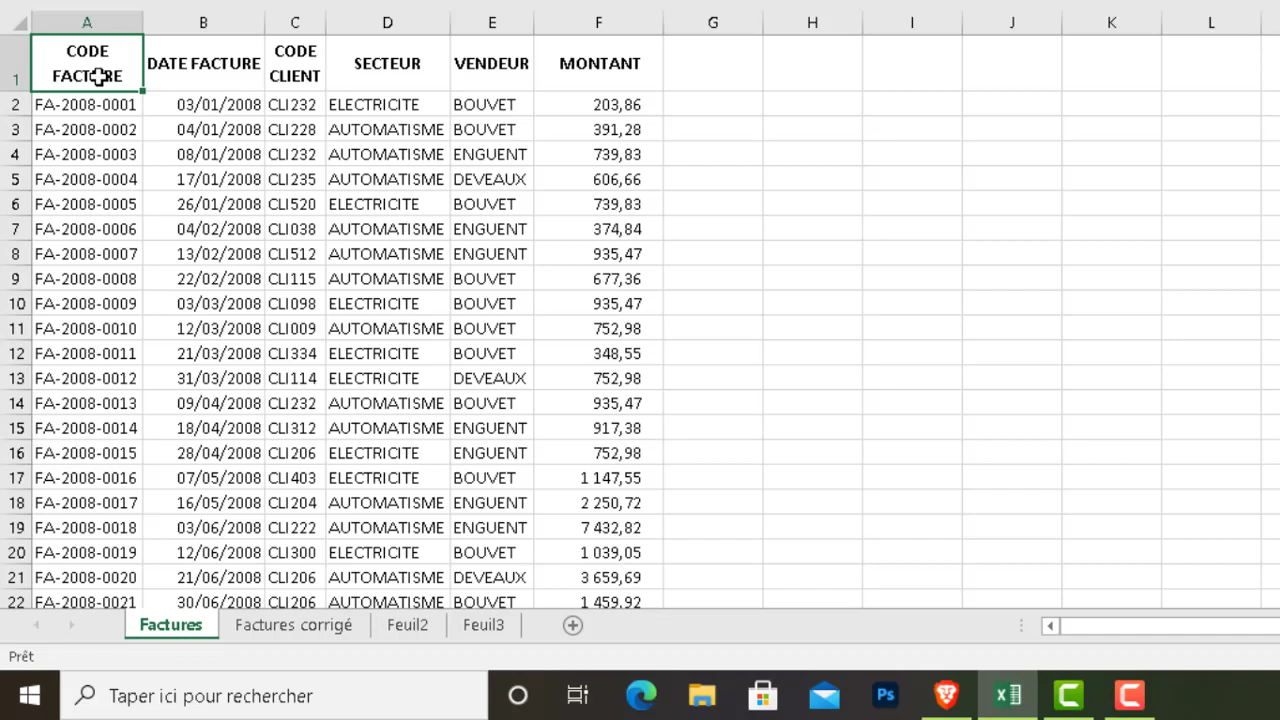 A B C D E F G H I J K L
1 CODE FACTURE DATE FACTURE CODE CLIENT SECTEUR VENDEUR MONTANT
2 FA-2008-0001 03/01/2008 CLI232 ELECTRICITE BOUVET 203,86
3 FA-2008-0002 04/01/2008 CLI228 AUTOMATISME BOUVET 391,28
4 FA-2008-0003 08/01/2008 CLI232 AUTOMATISME ENGUENT 739,83
5 FA-2008-0004 17/01/2008 CLI235 AUTOMATISME DEVEAUX 606,66
6 FA-2008-0005 26/01/2008 CLI520 ELECTRICITE BOUVET 739,83
7 FA-2008-0006 04/02/2008 CLI038 AUTOMATISME ENGUENT 374,84
8 FA-2008-0007 13/02/2008 CLI512 AUTOMATISME ENGUENT 935,47
9 FA-2008-0008 22/02/2008 CLI115 AUTOMATISME BOUVET 677,36
10 FA-2008-0009 03/03/2008 CLI098 ELECTRICITE BOUVET 935,47
11 FA-2008-0010 12/03/2008 CLI009 AUTOMATISME BOUVET 752,98
12 FA-2008-0011 21/03/2008 CLI334 ELECTRICITE BOUVET 348,55
13 FA-2008-0012 31/03/2008 CLI114 ELECTRICITE DEVEAUX 752,98
14 FA-2008-0013 09/04/2008 CLI232 AUTOMATISME BOUVET 935,47
15 FA-2008-0014 18/04/2008 CLI312 AUTOMATISME ENGUENT 917,38
16 FA-2008-0015 28/04/2008 CLI206 ELECTRICITE ENGUENT 752,98
17 FA-2008-0016 07/05/2008 CLI403 ELECTRICITE BOUVET 1 147,55
18 FA-2008-0017 16/05/2008 CLI204 AUTOMATISME ENGUENT 2 250,72
19 FA-2008-0018 03/06/2008 CLI222 AUTOMATISME ENGUENT 7 432,82
20 FA-2008-0019 12/06/2008 CLI300 ELECTRICITE BOUVET 1 039,05
21 FA-2008-0020 21/06/2008 CLI206 AUTOMATISME DEVEAUX 3 659,69
22 FA-2008-0021 30/06/2008 CLI206 AUTOMATISME BOUVET 1 459,92
Factures Factures corrigé Feuil2 Feuil3
Prêt
Taper ici pour rechercher Ps